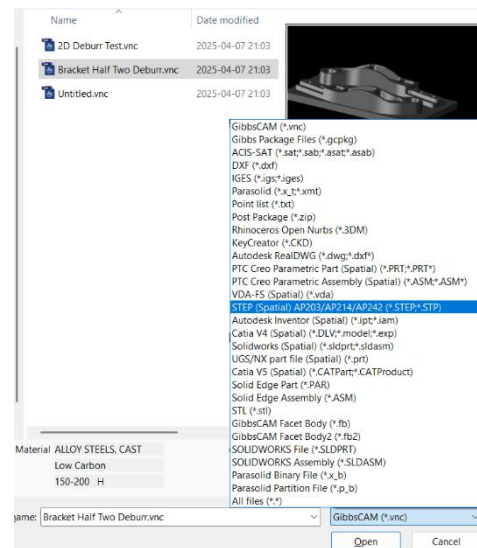 Name Date modified
2D Deburr Test.vnc 2025-04-07 21:03
Bracket Half Two Deburr.vnc 2025-04-07 21:03
Untitled.vnc 2025-04-07 21:03
GibbsCAM (*.vnc)
Gibbs Package Files (*.gcpkg)
ACIS-SAT (*.sat;*.sab;*.asat;*.asab)
DXF (*.dxf)
IGES (*.igs;*.iges)
Parasolid (*.x_t;*.xmt)
Point list (*.txt)
Post Package (*.zip)
Rhinoceros Open Nurbs (*.3DM)
KeyCreator (*.CKD)
Autodesk RealDWG (*.dwg;*.dxf*)
PTC Creo Parametric Part (Spatial) (*.PRT;*.PRT*)
PTC Creo Parametric Assembly (Spatial) (*.ASM;*.ASM*)
VDA-FS (Spatial) (*.vda)
STEP (Spatial) AP203/AP214/AP242 (*.STEP;*.STP)
Autodesk Inventor (Spatial) (*.ipt;*.iam)
Catia V4 (Spatial) (*.DLV;*.model;*.exp)
Solidworks (Spatial) (*.sldprt;*.sldasm)
UGS/NX part file (Spatial) (*.prt)
Catia V5 (Spatial) (*.CATPart;*.CATProduct)
Solid Edge Part (*.PAR)
Solid Edge Assembly (*.ASM)
STL (*.stl)
GibbsCAM Facet Body (*.fb)
GibbsCAM Facet Body2 (*.fb2)
SOLIDWORKS File (*.SLDPRT)
SOLIDWORKS Assembly (*.SLDASM)
Parasolid Binary File (*.x_b)
Parasolid Partition File (*.p_b)
All files (*.*)
Material ALLOY STEELS, CAST
Low Carbon
150-200 H
name: Bracket Half Two Deburr.vnc GibbsCAM (*.vnc)
Open Cancel